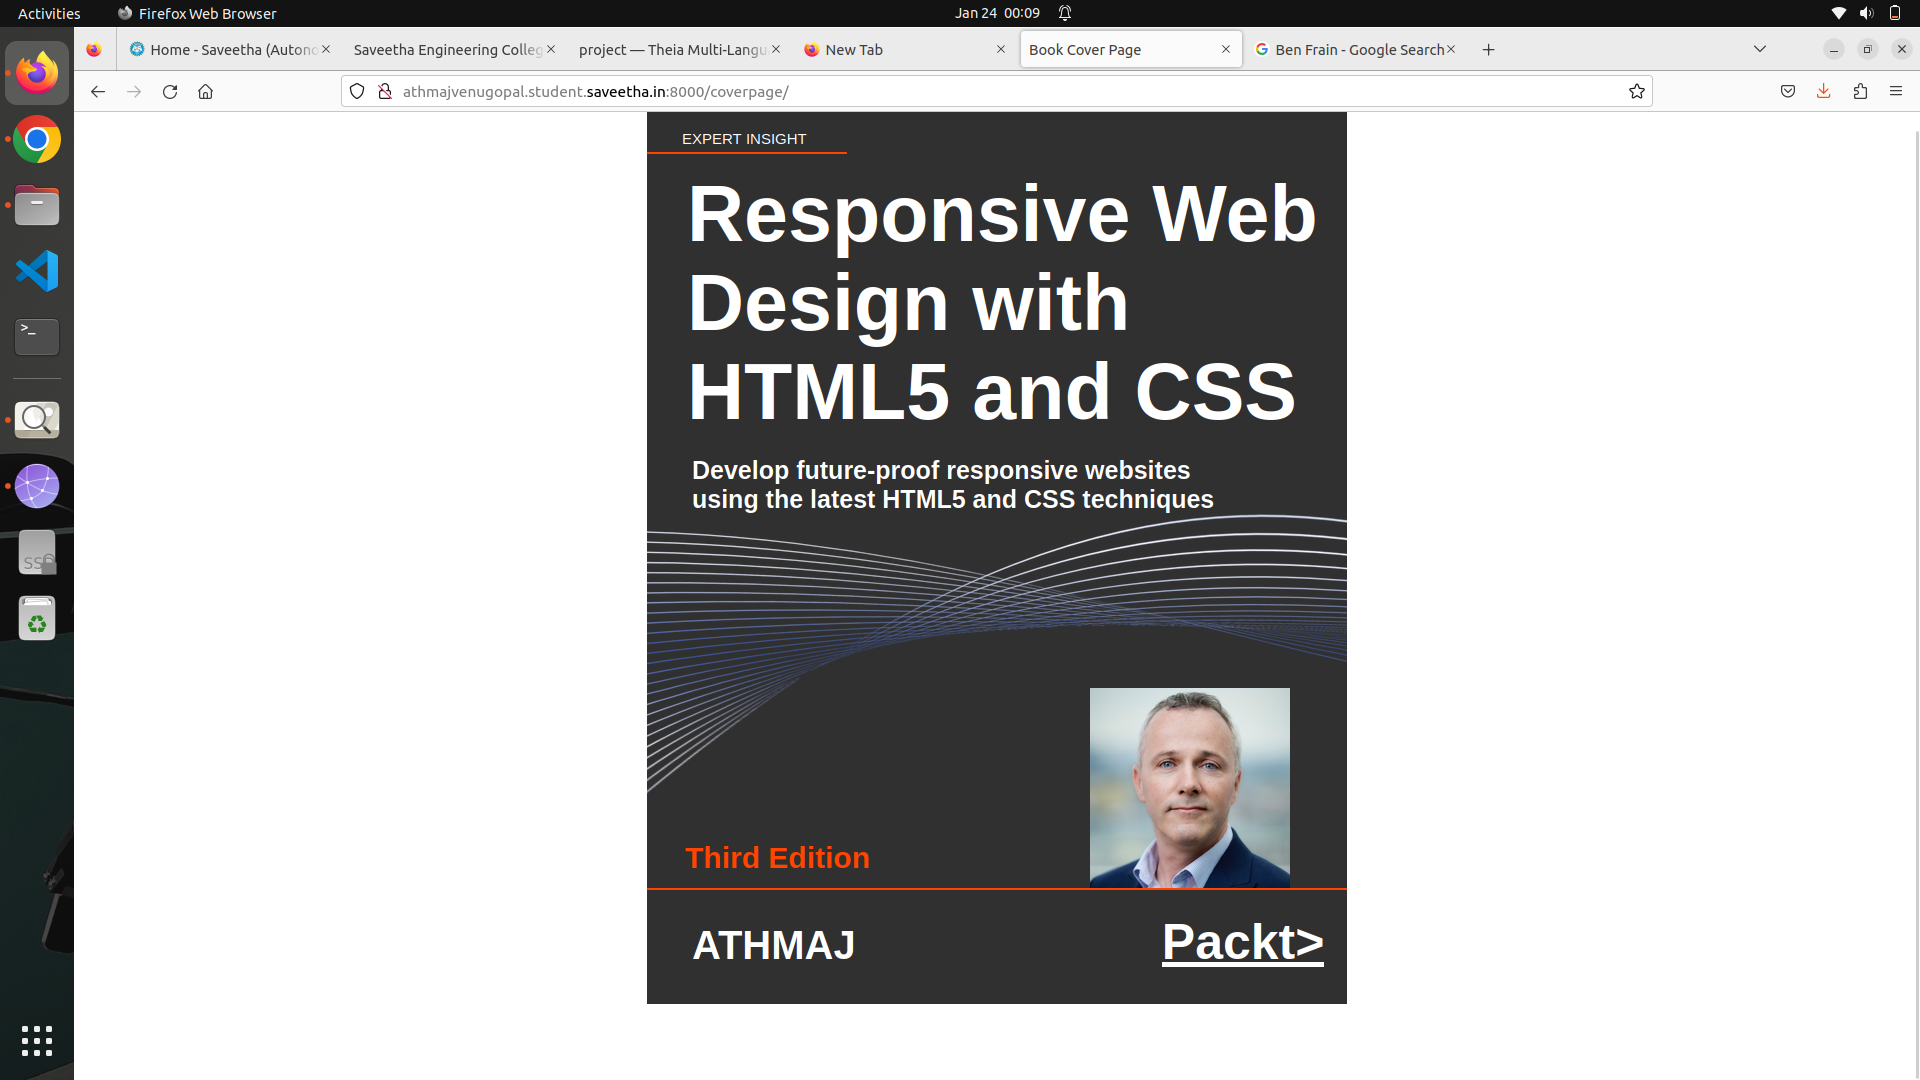 Activities
Firefox Web Browser
Jan 24 00:09
Home - Saveetha (Autono
Saveetha Engineering Colleg
project — Theia Multi-Langu
New Tab
Book Cover Page
Ben Frain - Google Search
athmajvenugopal.student.saveetha.in:8000/coverpage/
>_
SS
EXPERT INSIGHT
Responsive Web
Design with
HTML5 and CSS
Develop future-proof responsive websites
using the latest HTML5 and CSS techniques
Third Edition
ATHMAJ
Packt>